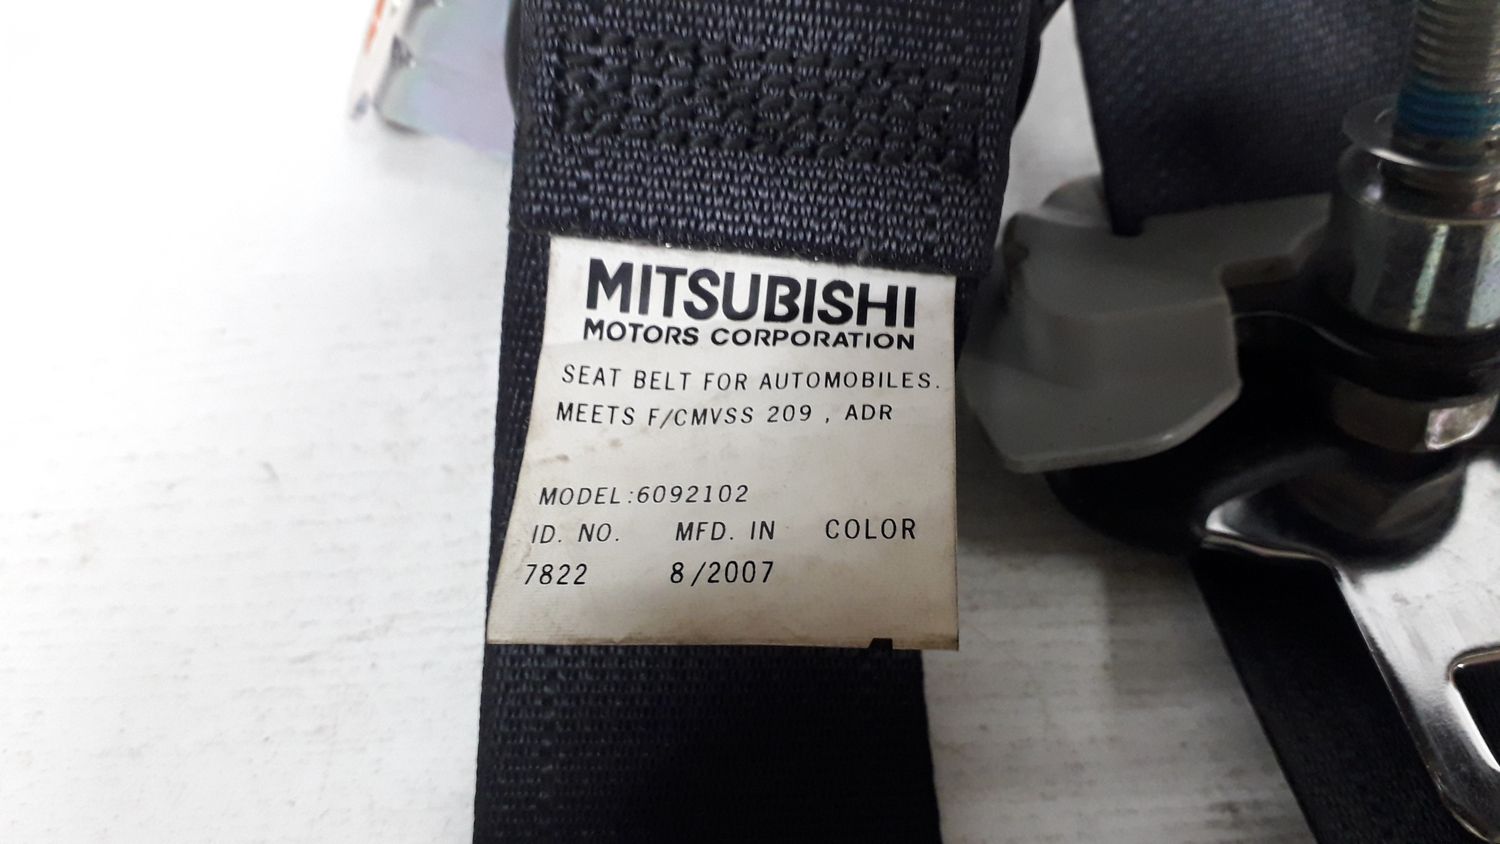 MITSUBISHI
MOTORS CORPORATION
SEAT BELT FOR AUTOMOBILES.
MEETS F/CMVSS 209 , ADR
MODEL:6092102
ID. NO. MFD. IN COLOR
7822 8/2007